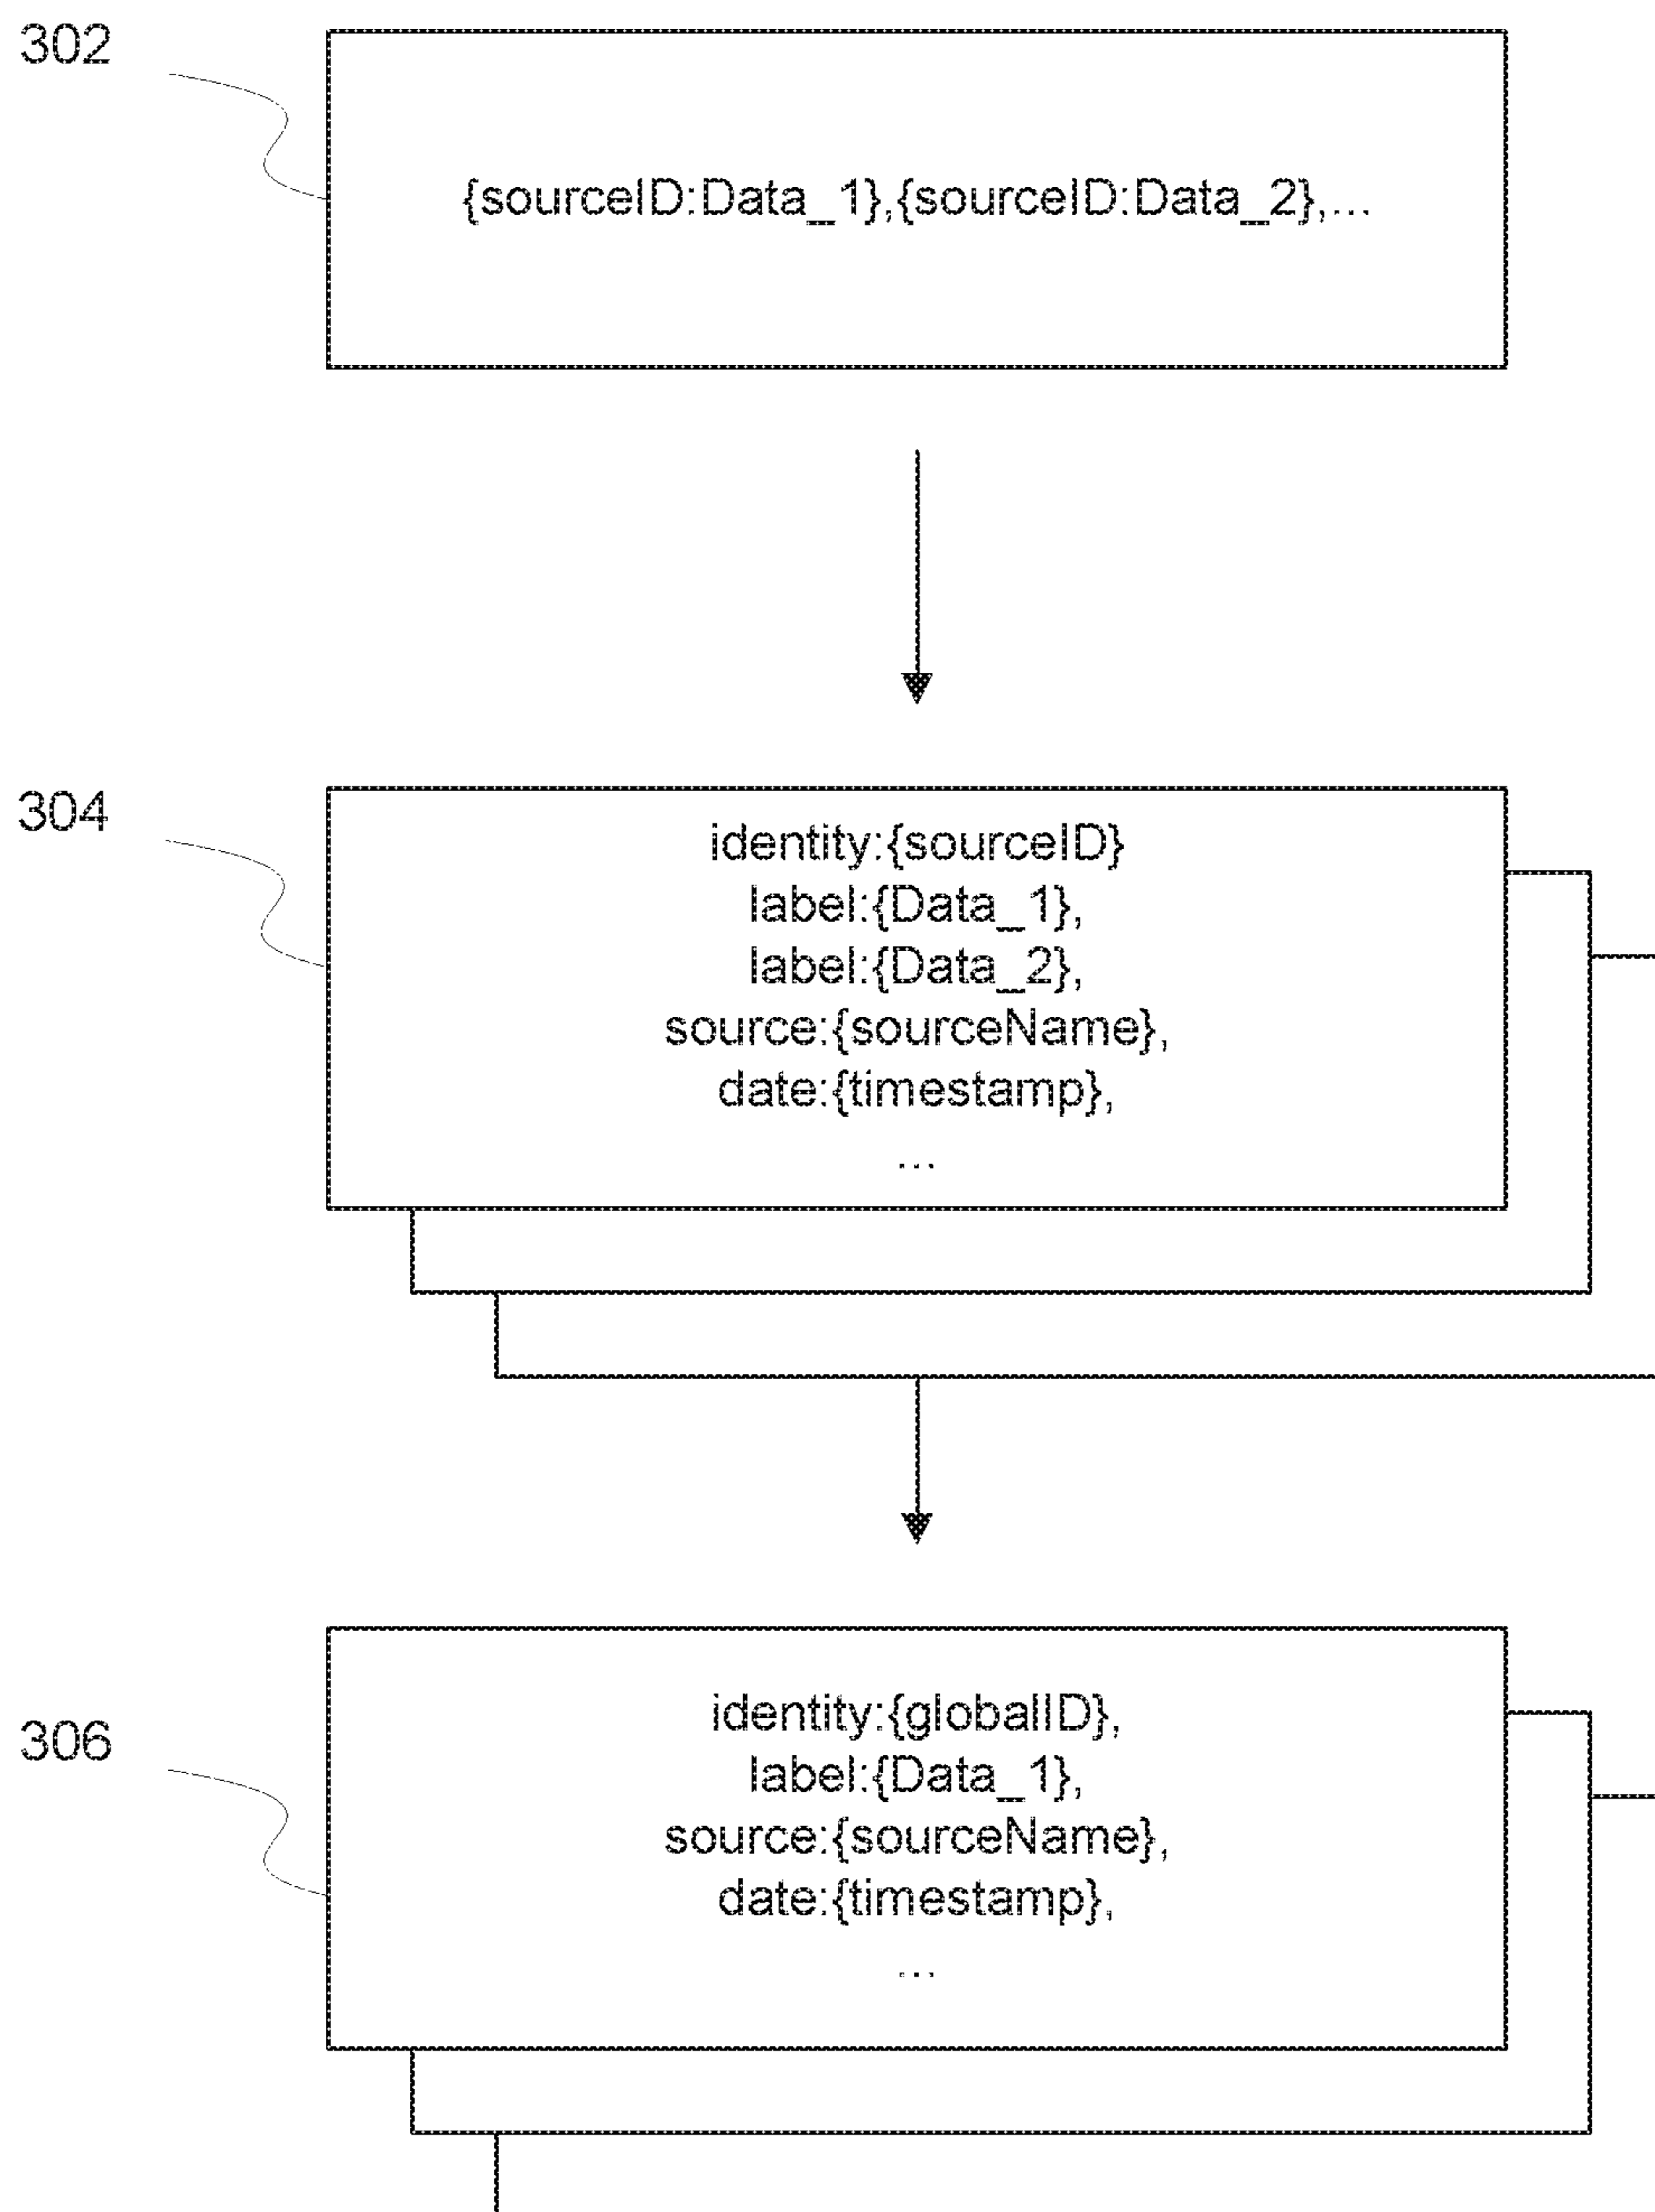 302
{sourceID:Data_1},{sourceID:Data_2},...
304
identity:{sourceID}
label:{Data_1},
label:{Data_2},
source:{sourceName},
date:{timestamp},
...
306
identity:{globalID},
label:{Data_1},
source:{sourceName},
date:{timestamp},
...